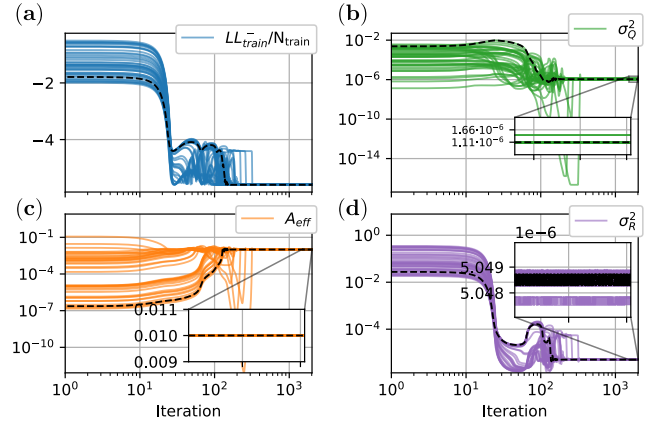 (a)
LL⁻train/Ntrain
−2
−4
(b)
σ²Q
10⁻²
10⁻⁶
10⁻¹⁰
10⁻¹⁴
1.66·10⁻⁶
1.11·10⁻⁶
(c)
Aeff
10⁻¹
10⁻⁴
10⁻⁷
10⁻¹⁰
0.011
0.010
0.009
10⁰ 10¹ 10² 10³
Iteration
(d)
σ²R
1e−6
10⁰
10⁻²
10⁻⁴
5.049
5.048
10⁰ 10¹ 10² 10³
Iteration